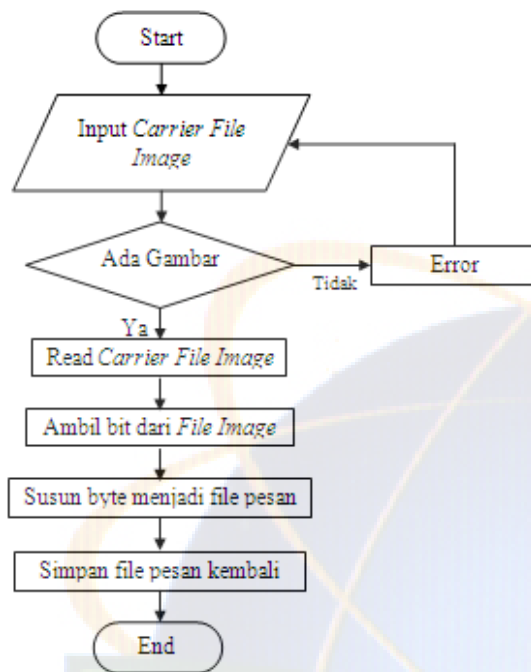 Start
Input Carrier File
Image
Ada Gambar
Tidak
Error
Ya
Read Carrier File Image
Ambil bit dari File Image
Susun byte menjadi file pesan
Simpan file pesan kembali
End